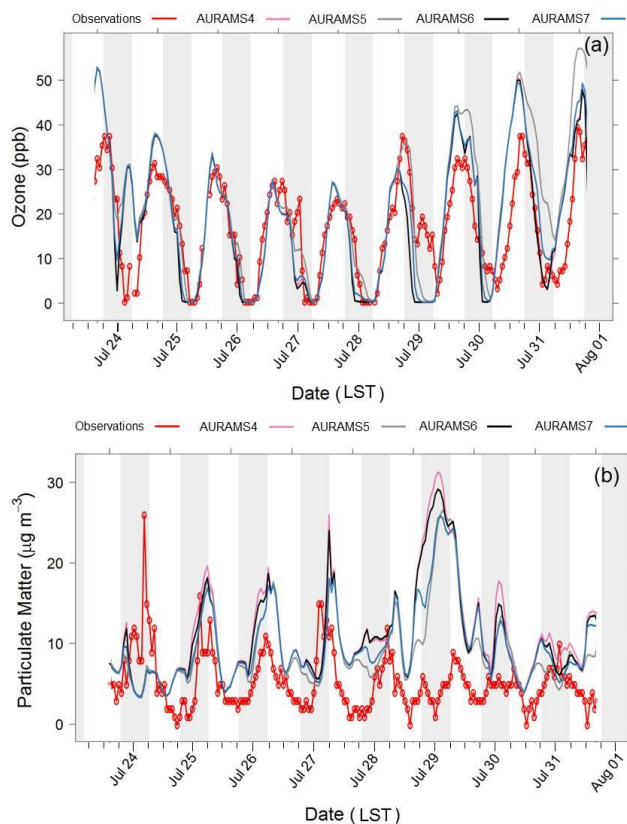 Observations AURAMS4 AURAMS5 AURAMS6 AURAMS7
(a)
50
40
30
20
10
0
Ozone (ppb)
Jul 24 Jul 25 Jul 26 Jul 27 Jul 28 Jul 29 Jul 30 Jul 31 Aug 01
Date (LST)
Observations AURAMS4 AURAMS5 AURAMS6 AURAMS7
(b)
30
20
10
0
Particulate Matter (µg m⁻³)
Jul 24 Jul 25 Jul 26 Jul 27 Jul 28 Jul 29 Jul 30 Jul 31 Aug 01
Date (LST)